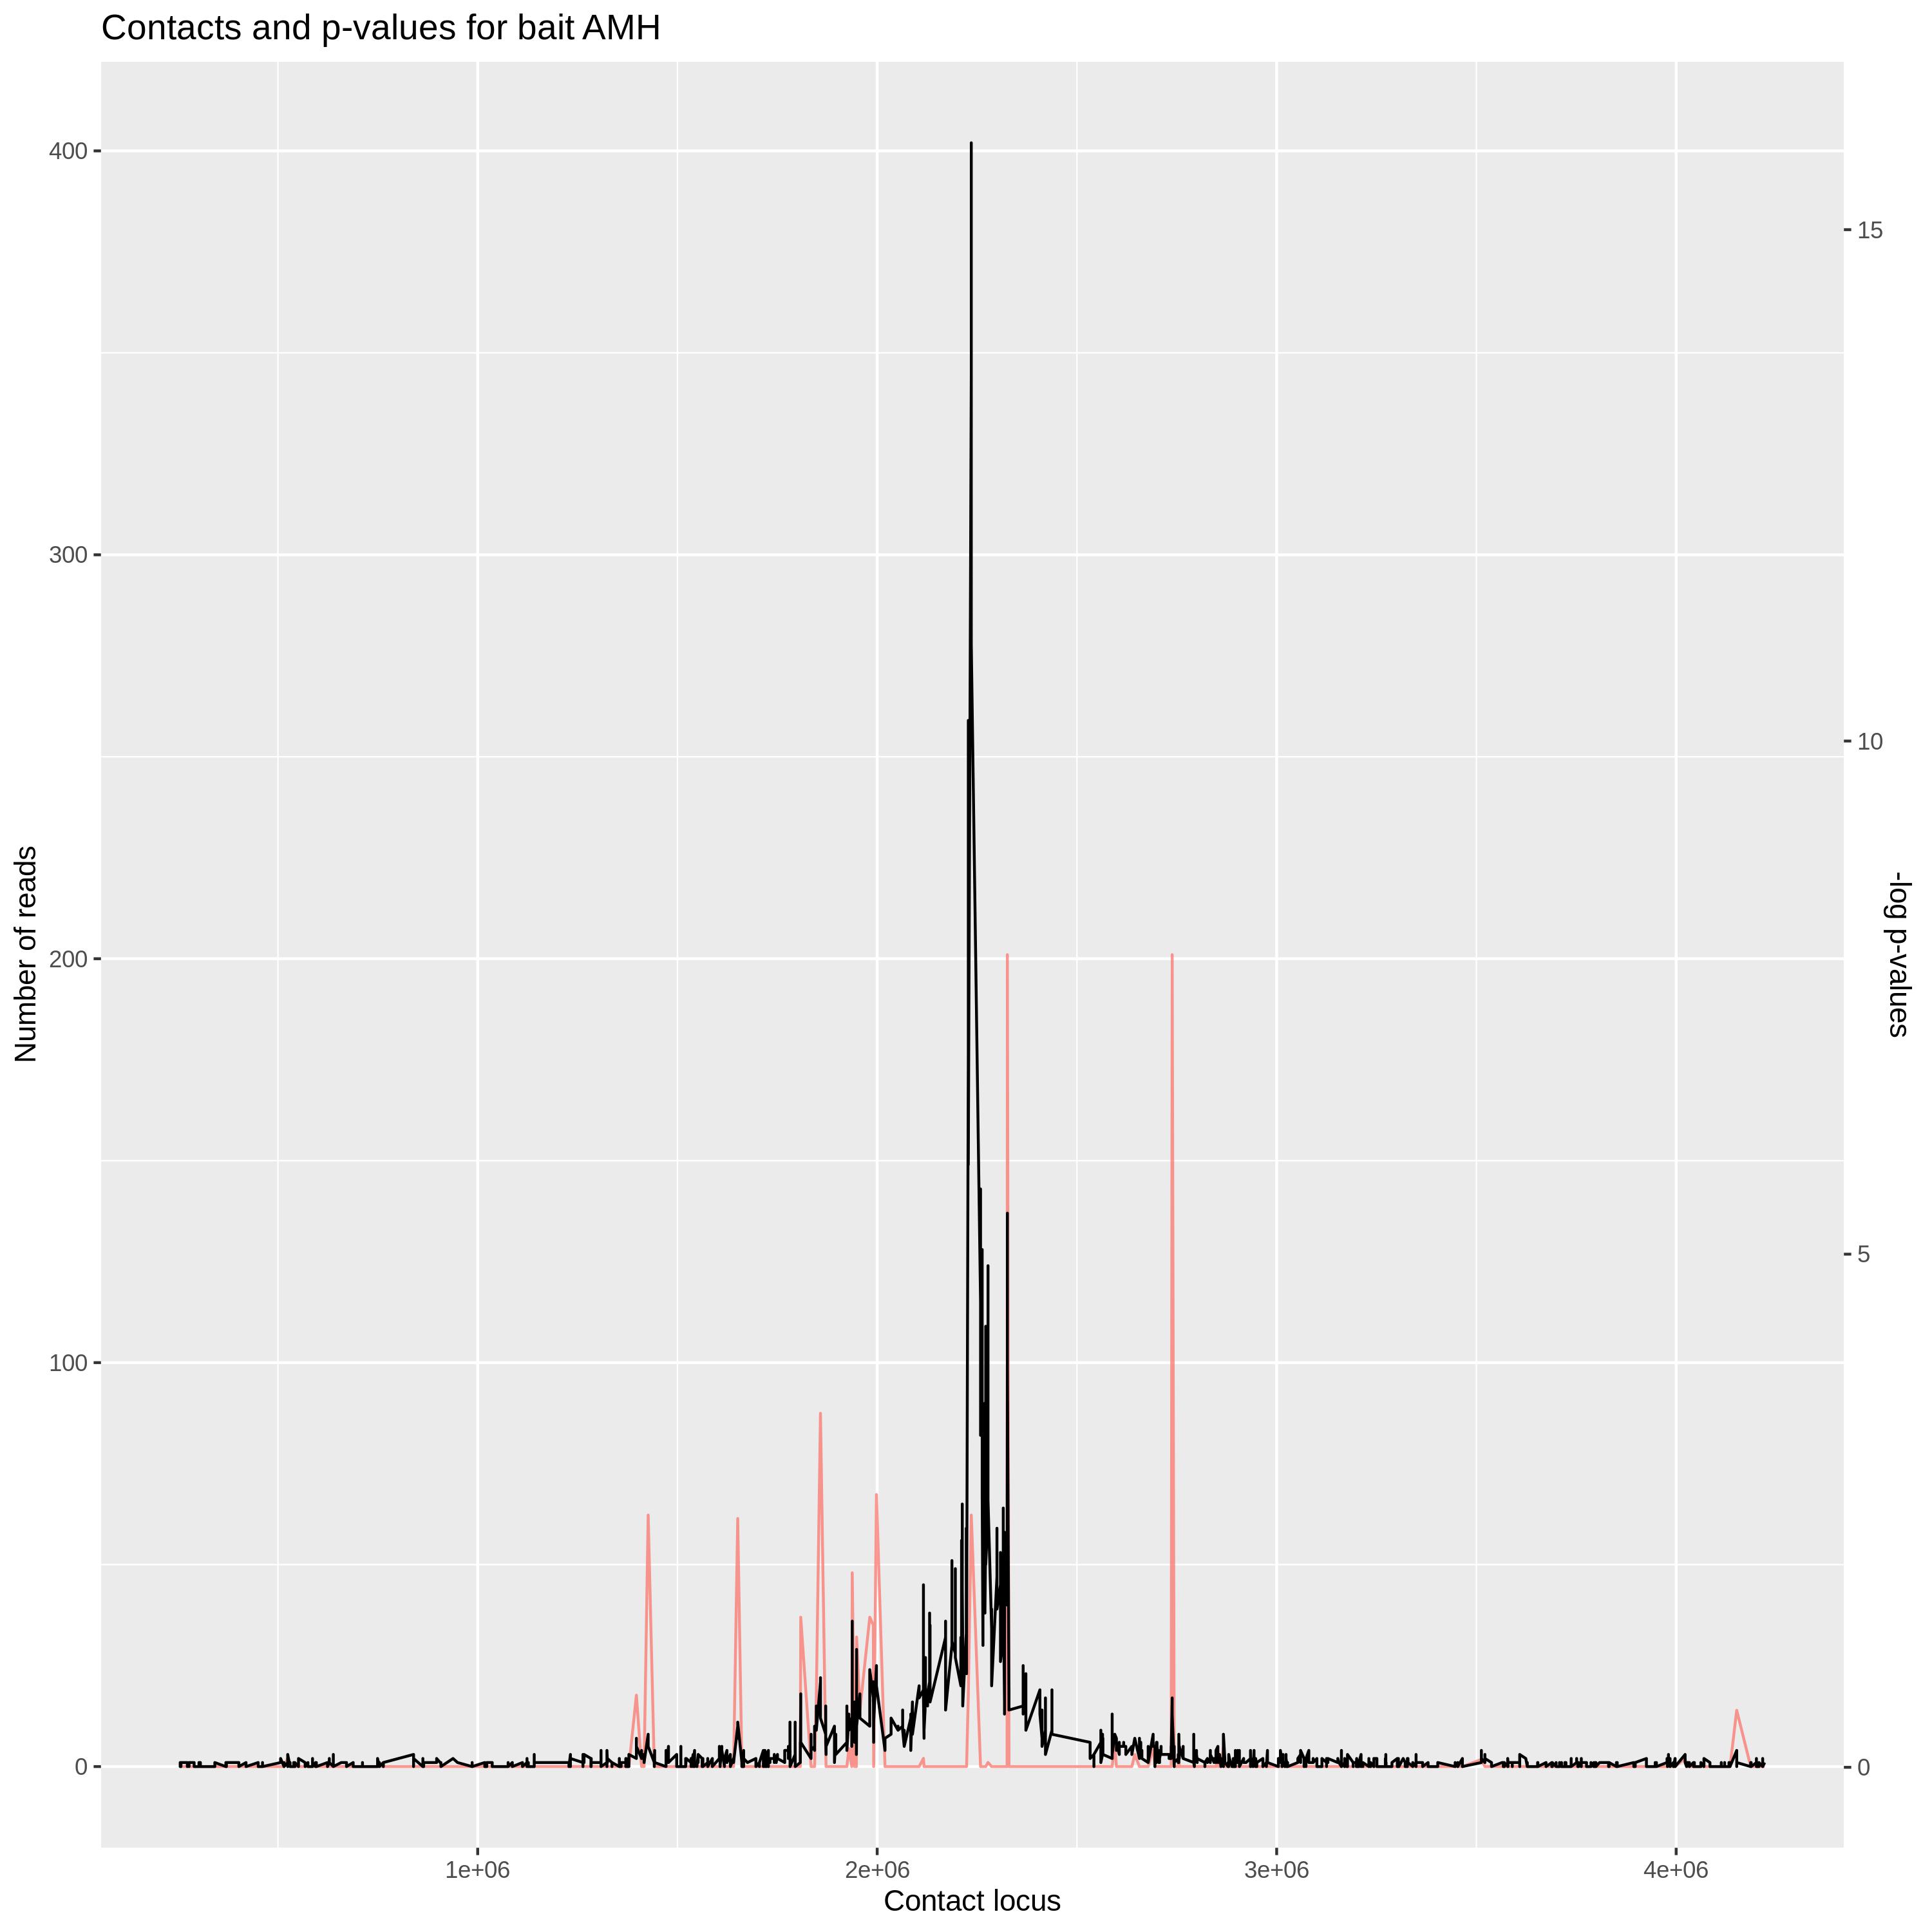 Contacts and p-values for bait AMH
400
300
200
100
0
Number of reads
15
10
5
0
-log p-values
1e+06 2e+06 3e+06 4e+06
Contact locus